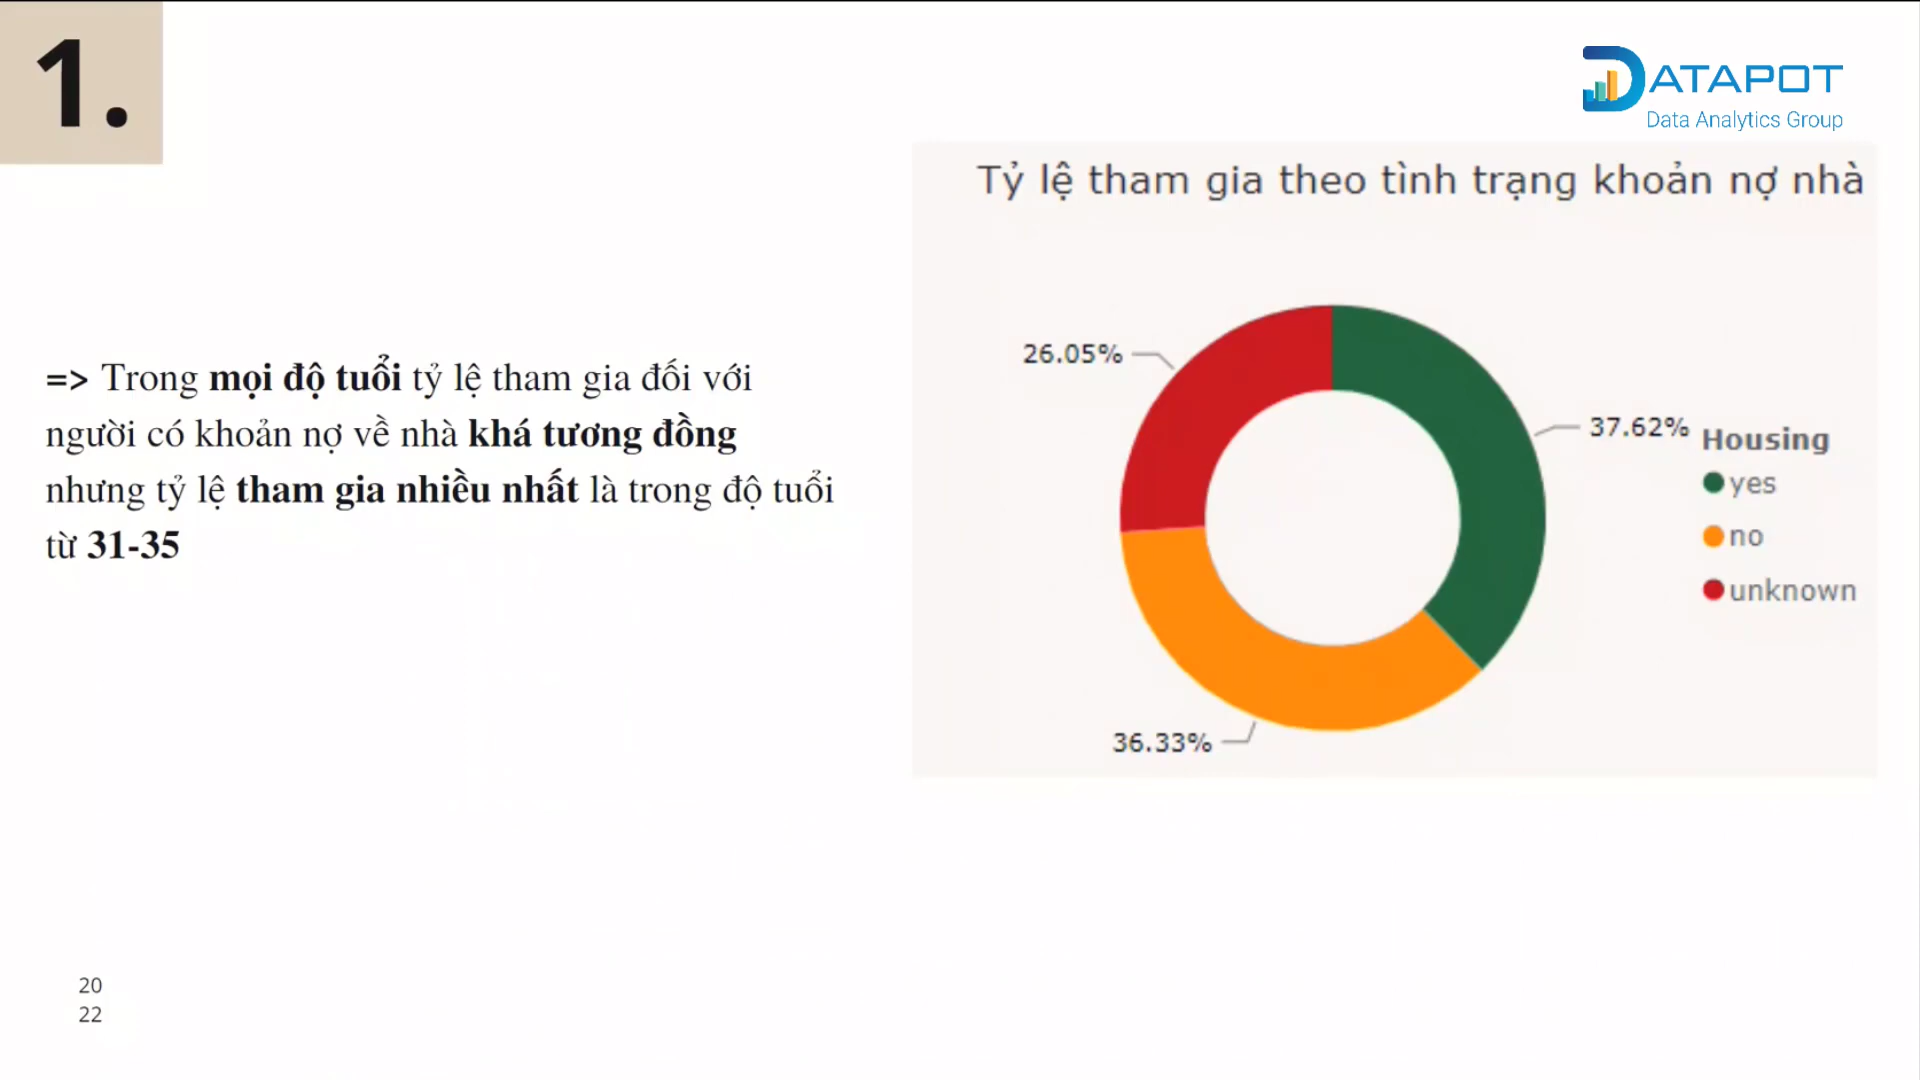 1.
DATAPOT
Data Analytics Group
=> Trong mọi độ tuổi tỷ lệ tham gia đối với
người có khoản nợ về nhà khá tương đồng
nhưng tỷ lệ tham gia nhiều nhất là trong độ tuổi
từ 31-35
Tỷ lệ tham gia theo tình trạng khoản nợ nhà
26.05%
37.62%
36.33%
Housing
yes
no
unknown
20
22